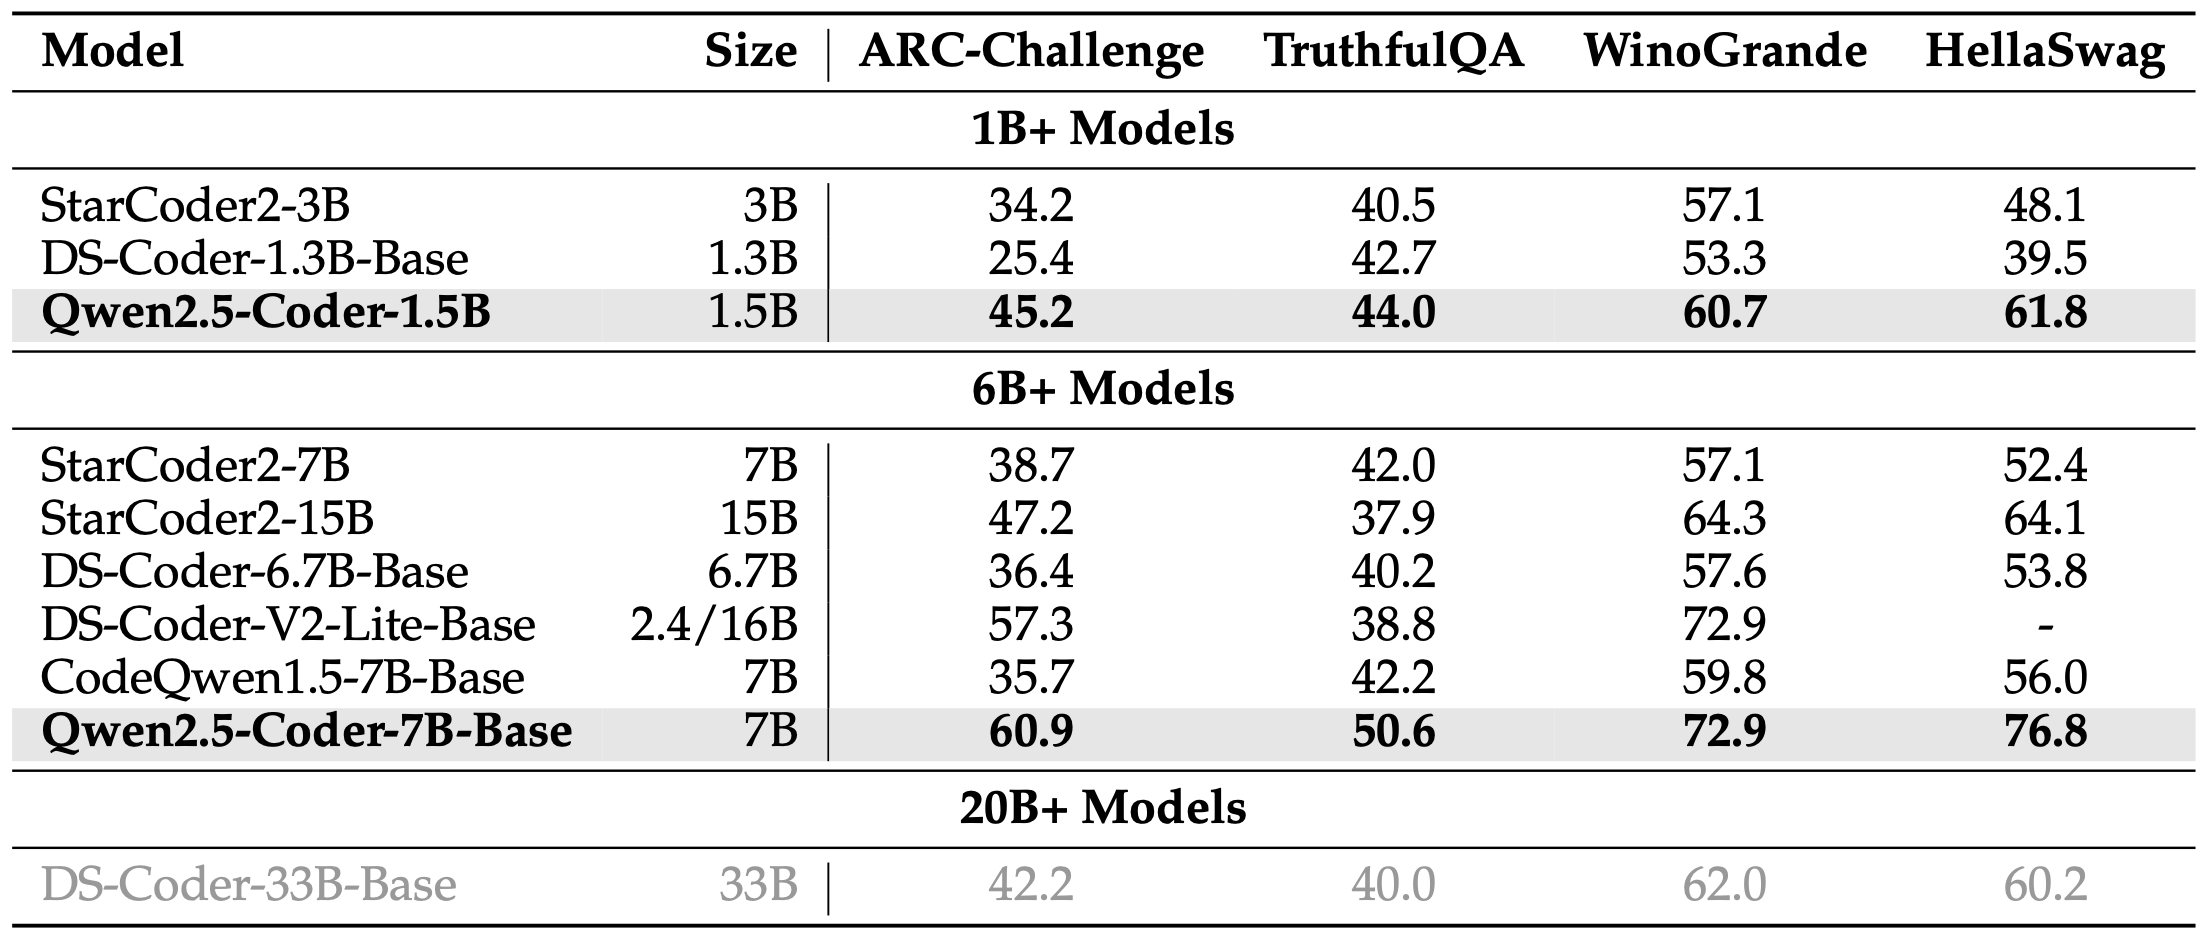 Model Size ARC-Challenge TruthfulQA WinoGrande HellaSwag
1B+ Models
StarCoder2-3B 3B 34.2 40.5 57.1 48.1
DS-Coder-1.3B-Base 1.3B 25.4 42.7 53.3 39.5
Qwen2.5-Coder-1.5B 1.5B 45.2 44.0 60.7 61.8
6B+ Models
StarCoder2-7B 7B 38.7 42.0 57.1 52.4
StarCoder2-15B 15B 47.2 37.9 64.3 64.1
DS-Coder-6.7B-Base 6.7B 36.4 40.2 57.6 53.8
DS-Coder-V2-Lite-Base 2.4/16B 57.3 38.8 72.9 -
CodeQwen1.5-7B-Base 7B 35.7 42.2 59.8 56.0
Qwen2.5-Coder-7B-Base 7B 60.9 50.6 72.9 76.8
20B+ Models
DS-Coder-33B-Base 33B 42.2 40.0 62.0 60.2